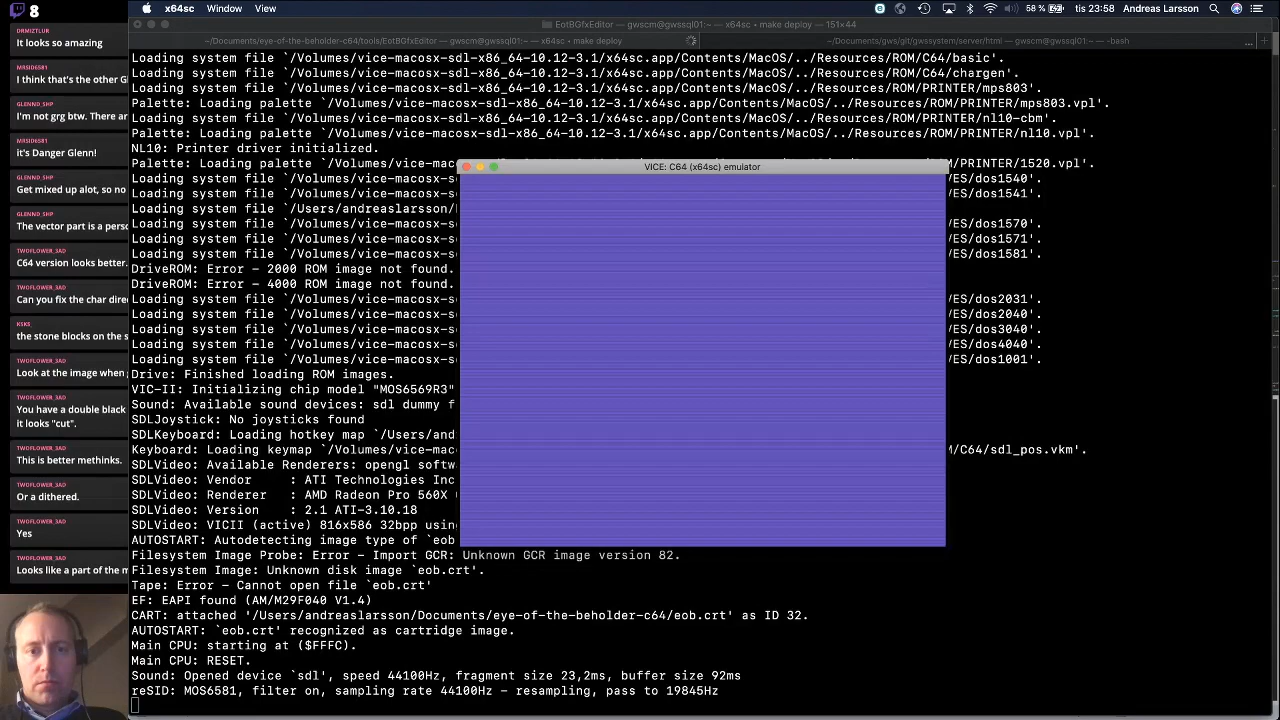 8
x64sc Window View
58 %
tis 23:58 Andreas Larsson
EotBGfxEditor — gwscm@gwssql01:~ — x64sc • make deploy — 151×44
~/Documents/eye-of-the-beholder-c64/tools/EotBGfxEditor — gwscm@gwssql01:~ — x64sc • make deploy
~/Documents/gws/git/gwssystem/server/html — gwscm@gwssql01:~ — -bash
DRMIZTLUR
It looks so amazing
MRSID6581
I think that's the other Gl
GLENND_SHP
I'm not grg btw. There ar
MRSID6581
it's Danger Glenn!
GLENND_SHP
Get mixed up alot, so no
GLENND_SHP
The vector part is a perso
TWOFLOWER_3AD
C64 version looks better.
TWOFLOWER_3AD
Can you fix the char direc
KSKS_
the stone blocks on the s
TWOFLOWER_3AD
Look at the image when
TWOFLOWER_3AD
You have a double black
it looks "cut".
TWOFLOWER_3AD
This is better methinks.
TWOFLOWER_3AD
Or a dithered.
TWOFLOWER_3AD
Yes
TWOFLOWER_3AD
Looks like a part of the m
Loading system file `/Volumes/vice-macosx-sdl-x86_64-10.12-3.1/x64sc.app/Contents/MacOS/../Resources/ROM/C64/basic'.
Loading system file `/Volumes/vice-macosx-sdl-x86_64-10.12-3.1/x64sc.app/Contents/MacOS/../Resources/ROM/C64/chargen'.
Loading system file `/Volumes/vice-macosx-sdl-x86_64-10.12-3.1/x64sc.app/Contents/MacOS/../Resources/ROM/PRINTER/mps803'.
Palette: Loading palette `/Volumes/vice-macosx-sdl-x86_64-10.12-3.1/x64sc.app/Contents/MacOS/../Resources/ROM/PRINTER/mps803.vpl'.
Loading system file `/Volumes/vice-macosx-sdl-x86_64-10.12-3.1/x64sc.app/Contents/MacOS/../Resources/ROM/PRINTER/nl10-cbm'.
Palette: Loading palette `/Volumes/vice-macosx-sdl-x86_64-10.12-3.1/x64sc.app/Contents/MacOS/../Resources/ROM/PRINTER/nl10.vpl'.
NL10: Printer driver initialized.
Palette: Loading palette `/Volumes/vice-macosx-s /PRINTER/1520.vpl'.
VICE: C64 (x64sc) emulator
Loading system file `/Volumes/vice-macosx-s /ES/dos1540'.
Loading system file `/Volumes/vice-macosx-s /ES/dos1541'.
Loading system file `/Users/andreaslarsson/
Loading system file `/Volumes/vice-macosx-s /ES/dos1570'.
Loading system file `/Volumes/vice-macosx-s /ES/dos1571'.
Loading system file `/Volumes/vice-macosx-s /ES/dos1581'.
DriveROM: Error - 2000 ROM image not found.
DriveROM: Error - 4000 ROM image not found.
Loading system file `/Volumes/vice-macosx-s /ES/dos2031'.
Loading system file `/Volumes/vice-macosx-s /ES/dos2040'.
Loading system file `/Volumes/vice-macosx-s /ES/dos3040'.
Loading system file `/Volumes/vice-macosx-s /ES/dos4040'.
Loading system file `/Volumes/vice-macosx-s /ES/dos1001'.
Drive: Finished loading ROM images.
VIC-II: Initializing chip model "MOS6569R3"
Sound: Available sound devices: sdl dummy f
SDLJoystick: No joysticks found
SDLKeyboard: Loading hotkey map `/Users/and
Keyboard: Loading keymap `/Volumes/vice-mac M/C64/sdl_pos.vkm'.
SDLVideo: Available Renderers: opengl softw
SDLVideo: Vendor : ATI Technologies Inc
SDLVideo: Renderer : AMD Radeon Pro 560X
SDLVideo: Version : 2.1 ATI-3.10.18
SDLVideo: VICII (active) 816x586 32bpp usin
AUTOSTART: Autodetecting image type of `eob
Filesystem Image Probe: Error - Import GCR: Unknown GCR image version 82.
Filesystem Image: Unknown disk image `eob.crt'.
Tape: Error - Cannot open file `eob.crt'
EF: EAPI found (AM/M29F040 V1.4)
CART: attached '/Users/andreaslarsson/Documents/eye-of-the-beholder-c64/eob.crt' as ID 32.
AUTOSTART: `eob.crt' recognized as cartridge image.
Main CPU: starting at ($FFFC).
Main CPU: RESET.
Sound: Opened device `sdl', speed 44100Hz, fragment size 23,2ms, buffer size 92ms
reSID: MOS6581, filter on, sampling rate 44100Hz - resampling, pass to 19845Hz